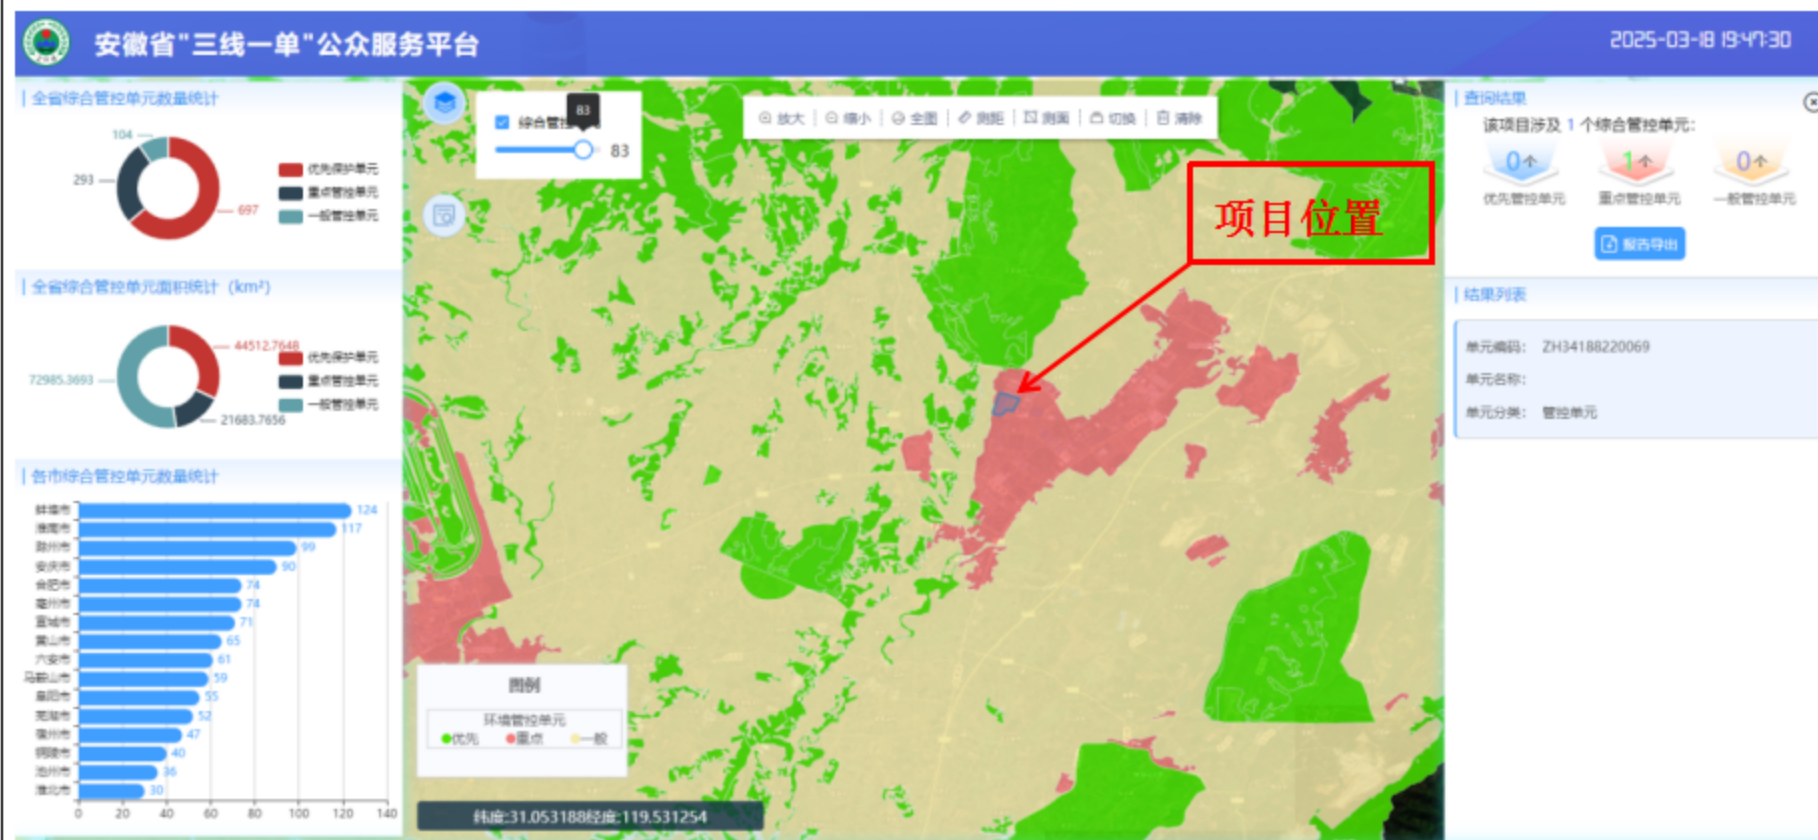 安徽省"三线一单"公众服务平台
2025-03-18 19:47:30
全省综合管控单元数量统计
104
293
697
优先保护单元
重点管控单元
一般管控单元
全省综合管控单元面积统计（km²）
44512.7648
72985.3693
21683.7656
优先保护单元
重点管控单元
一般管控单元
各市综合管控单元数量统计
蚌埠市 124
淮南市 117
滁州市 99
安庆市 90
合肥市 74
亳州市 74
宣城市 71
黄山市 65
六安市 61
马鞍山市 59
阜阳市 55
芜湖市 52
宿州市 47
铜陵市 40
池州市 36
淮北市 30
0 20 40 60 80 100 120 140
综合管控
83
83
放大 缩小 全图 测距 测面 切换 清除
项目位置
图例
环境管控单元
优先 重点 一般
纬度:31.053188经度:119.531254
查询结果
该项目涉及 1 个综合管控单元:
0个 1个 0个
优先管控单元 重点管控单元 一般管控单元
报告导出
结果列表
单元编码: ZH34188220069
单元名称:
单元分类: 管控单元